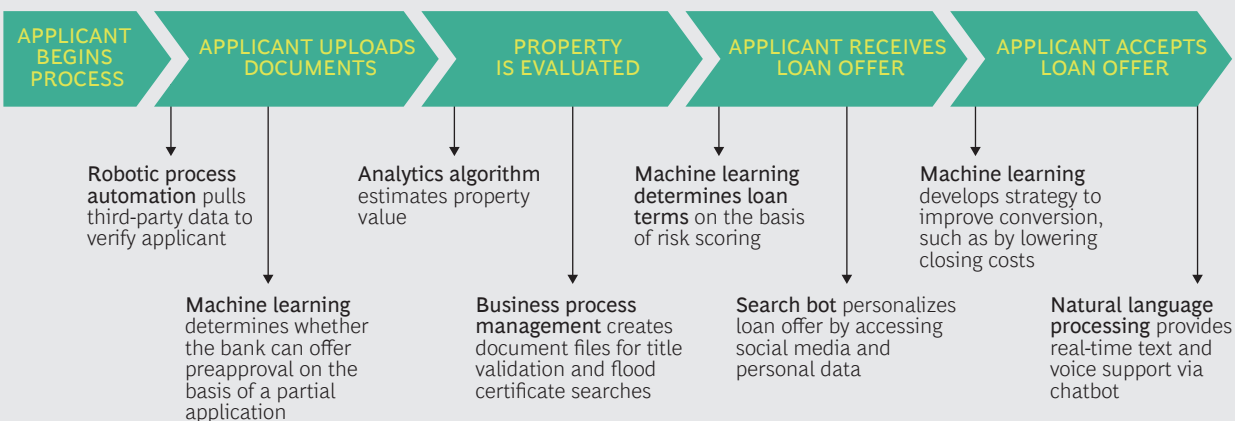 APPLICANT
BEGINS
PROCESS
APPLICANT UPLOADS
DOCUMENTS
PROPERTY
IS EVALUATED
APPLICANT RECEIVES
LOAN OFFER
APPLICANT ACCEPTS
LOAN OFFER
Robotic process
automation pulls
third-party data to
verify applicant
Analytics algorithm
estimates property
value
Machine learning
determines loan
terms on the basis
of risk scoring
Machine learning
develops strategy to
improve conversion,
such as by lowering
closing costs
Machine learning
determines whether
the bank can offer
preapproval on the
basis of a partial
application
Business process
management creates
document files for title
validation and flood
certificate searches
Search bot personalizes
loan offer by accessing
social media and
personal data
Natural language
processing provides
real-time text and
voice support via
chatbot